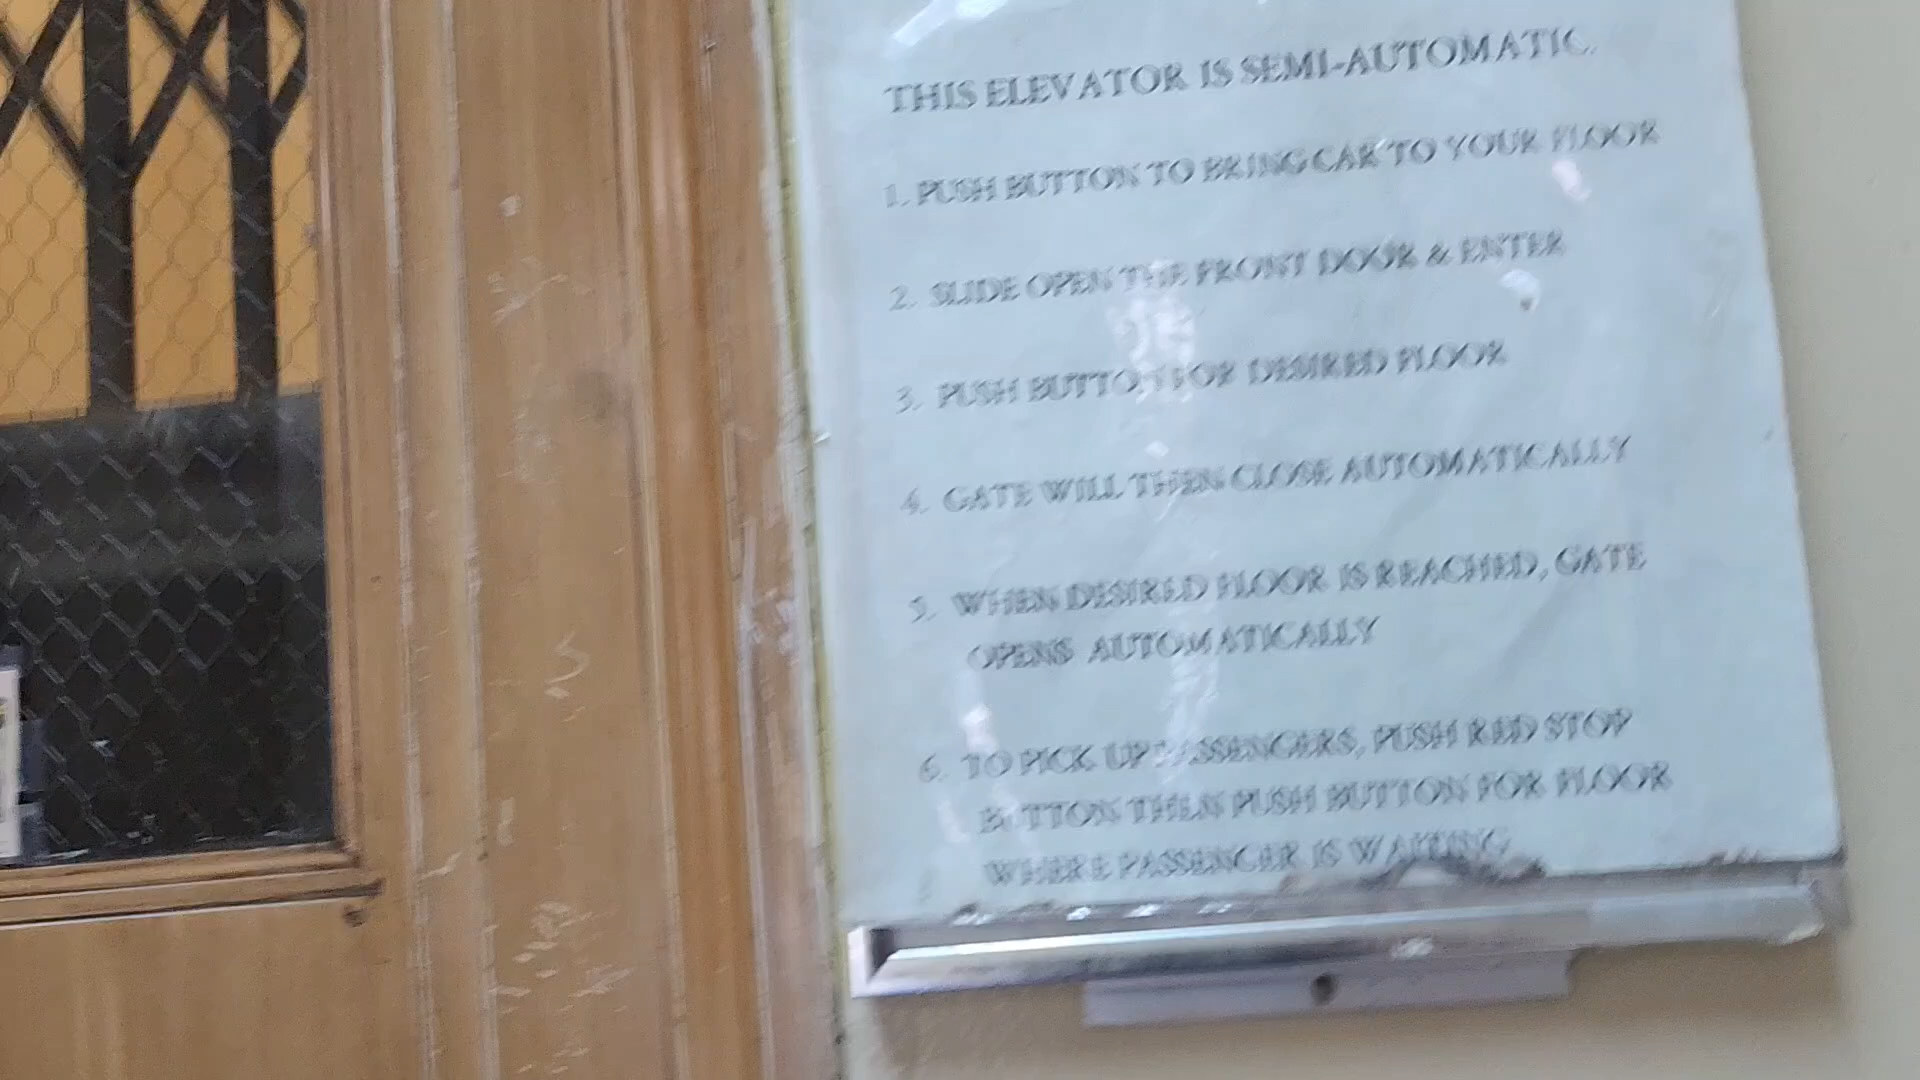 THIS ELEVATOR IS SEMI-AUTOMATIC.
1. PUSH BUTTON TO BRING CAR TO YOUR FLOOR
2. SLIDE OPEN THE FRONT DOOR & ENTER
3. PUSH BUTTON FOR DESIRED FLOOR
4. GATE WILL THEN CLOSE AUTOMATICALLY
5. WHEN DESIRED FLOOR IS REACHED, GATE
OPENS AUTOMATICALLY
6. TO PICK UP PASSENGERS, PUSH RED STOP
BUTTON THEN PUSH BUTTON FOR FLOOR
WHERE PASSENGER IS WAITING